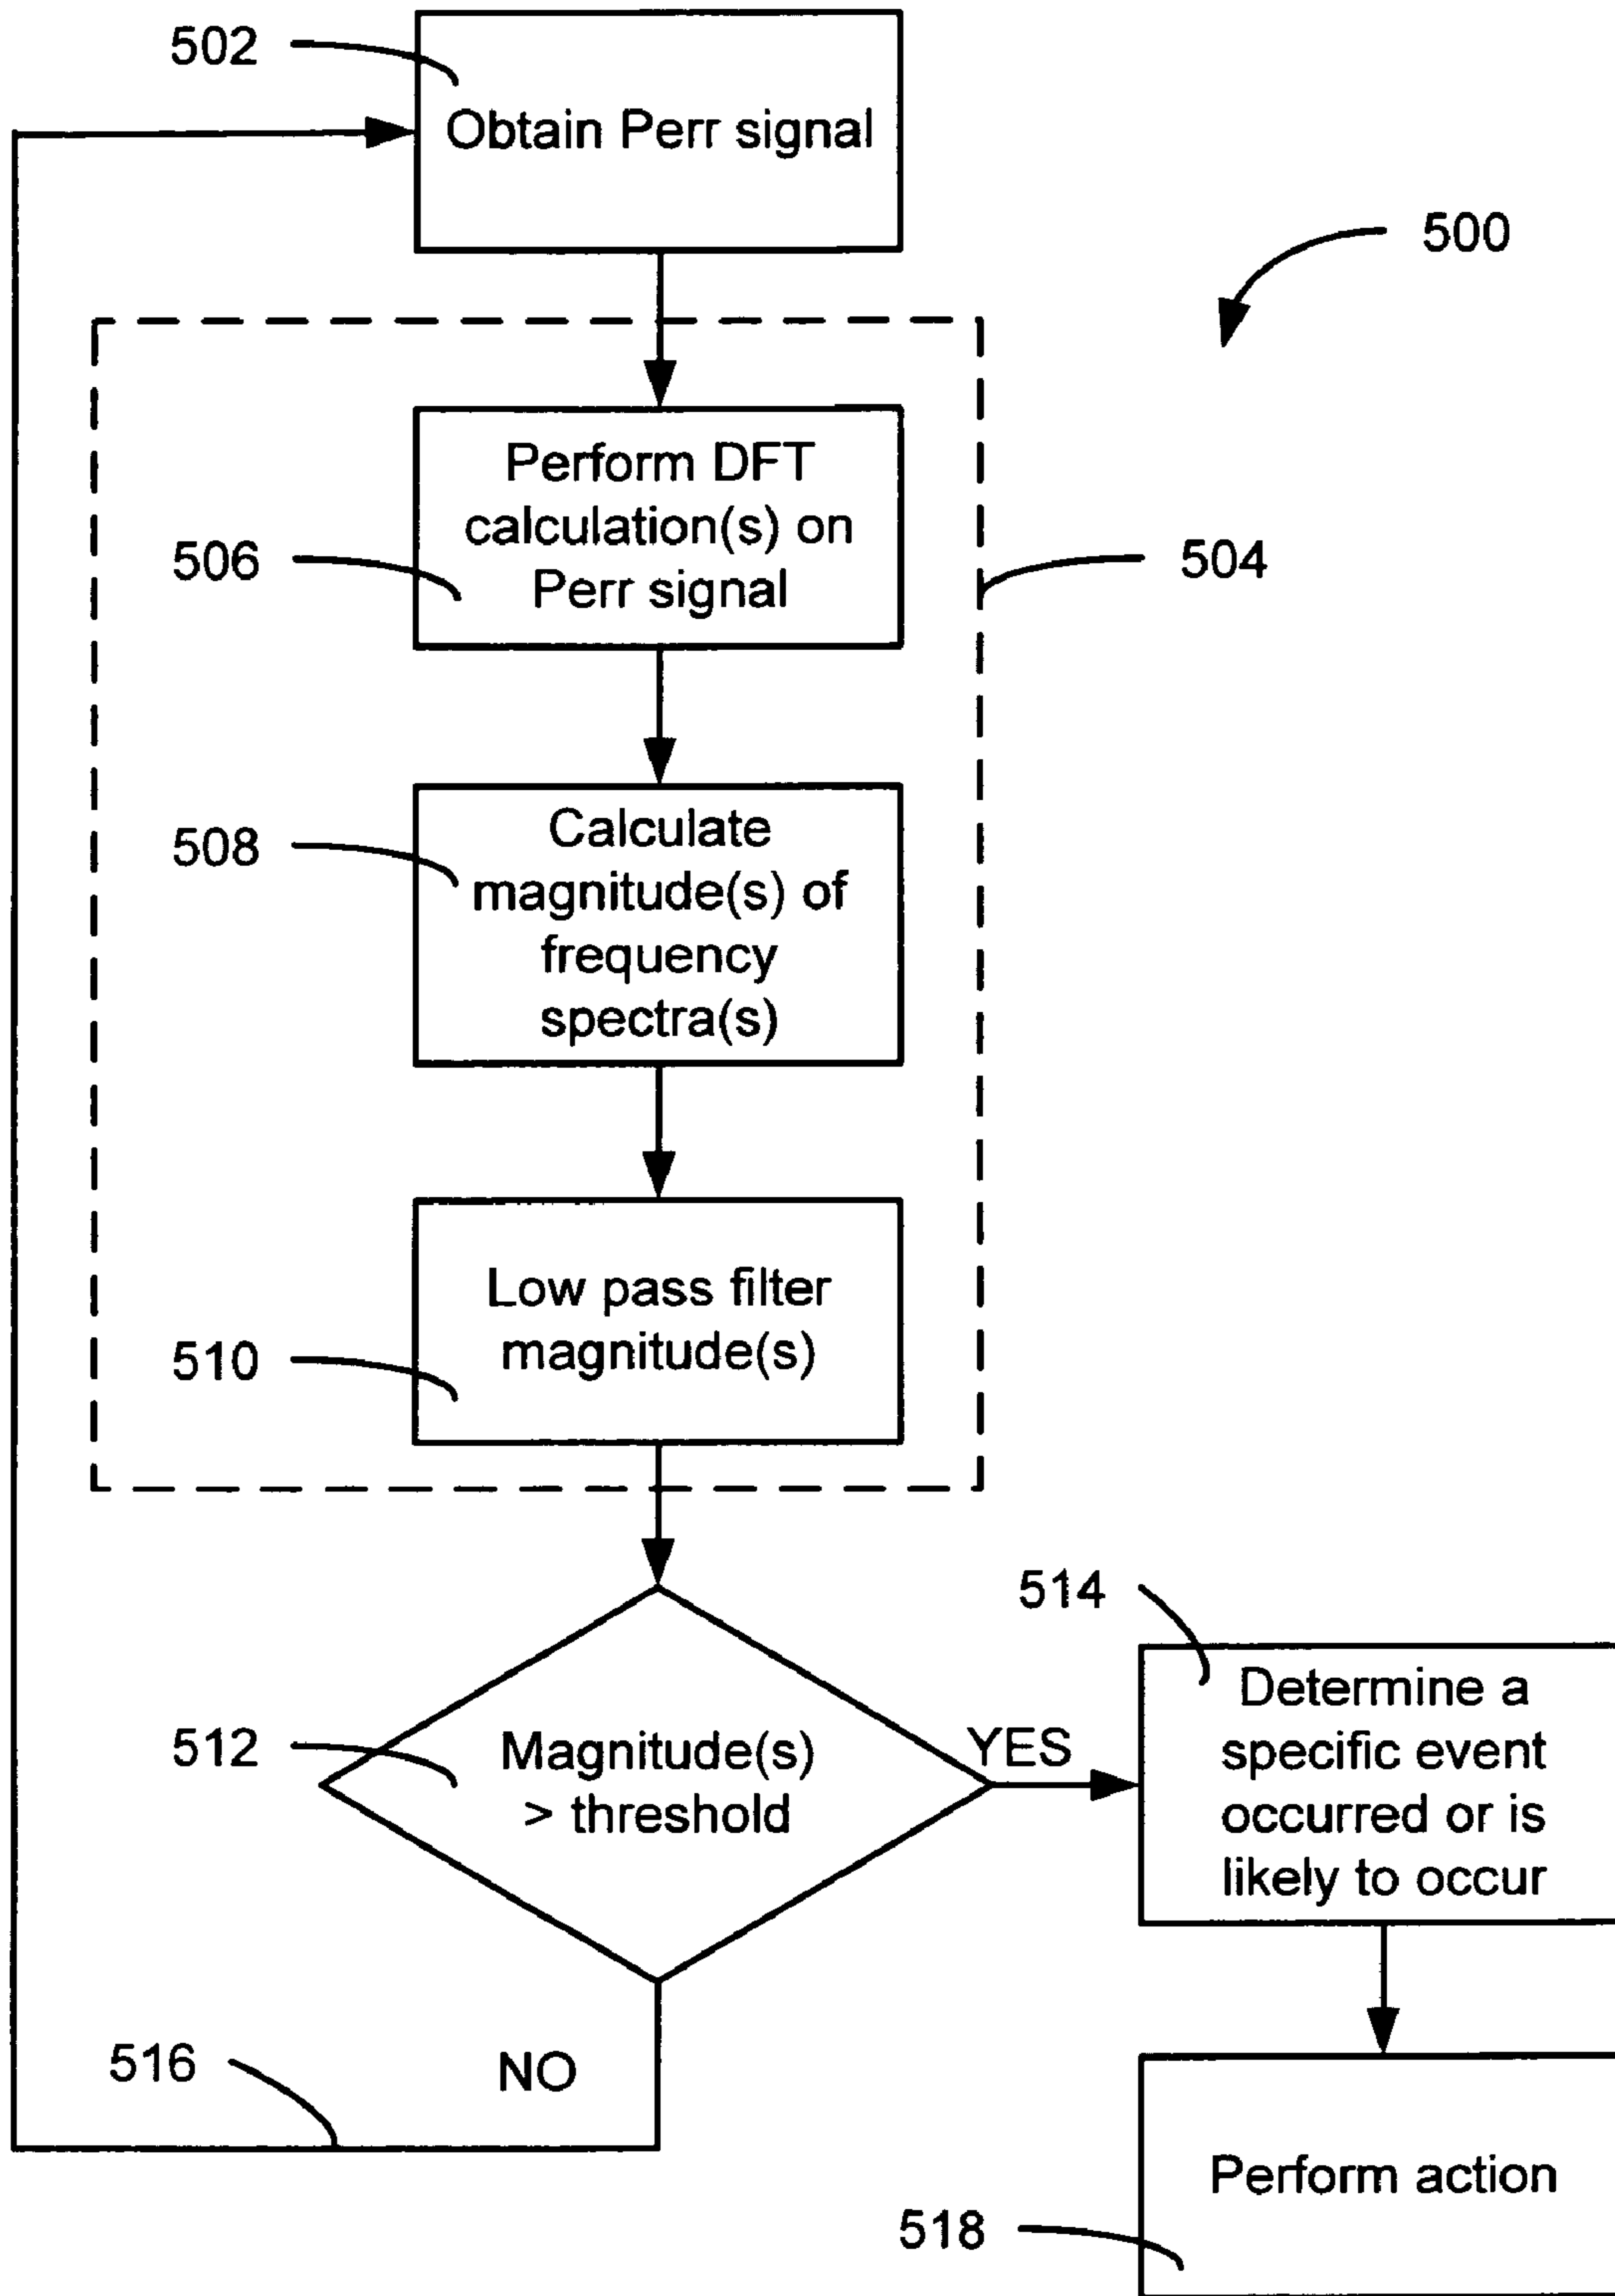 502
Obtain Perr signal
500
Perform DFT
calculation(s) on
Perr signal
506
504
Calculate
magnitude(s) of
frequency
spectra(s)
508
Low pass filter
magnitude(s)
510
512
Magnitude(s)
> threshold
YES
514
Determine a
specific event
occurred or is
likely to occur
516
NO
Perform action
518